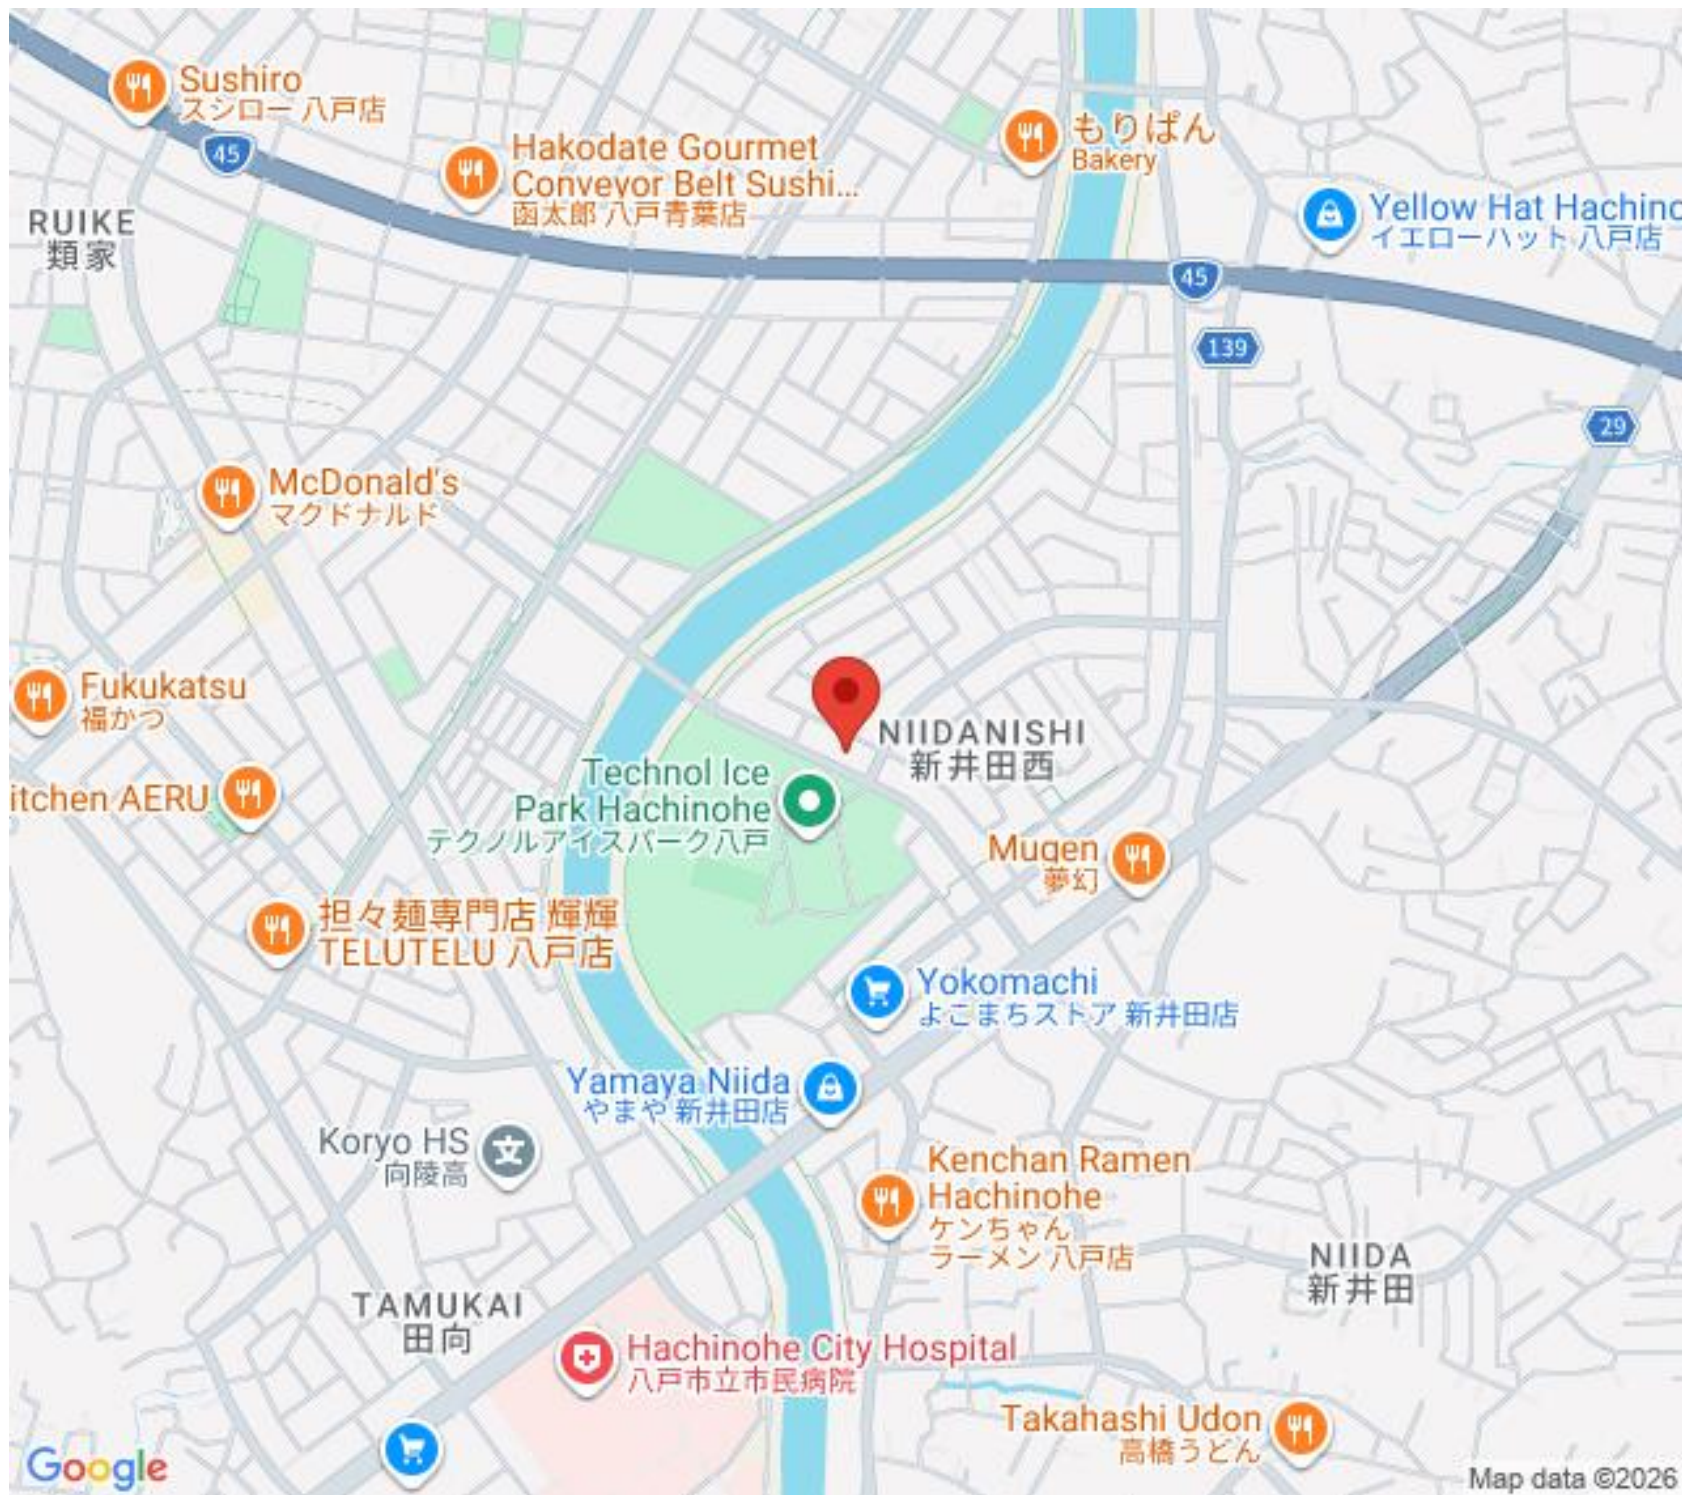 Sushiro
スシロー 八戸店
45
Hakodate Gourmet
Conveyor Belt Sushi...
函太郎 八戸青葉店
もりぱん
Bakery
Yellow Hat Hachino
イエローハット 八戸店
RUIKE
類家
45
139
29
McDonald's
マクドナルド
Fukukatsu
福かつ
NIIDANISHI
新井田西
Technol Ice
Park Hachinohe
テクノルアイスパーク八戸
itchen AERU
Mugen
夢幻
担々麺専門店 輝輝
TELUTELU 八戸店
Yokomachi
よこまちストア 新井田店
Yamaya Niida
やまや 新井田店
Koryo HS
向陵高
文
Kenchan Ramen
Hachinohe
ケンちゃん
ラーメン 八戸店
NIIDA
新井田
TAMUKAI
田向
Hachinohe City Hospital
八戸市立市民病院
Takahashi Udon
高橋うどん
Google
Map data ©2026